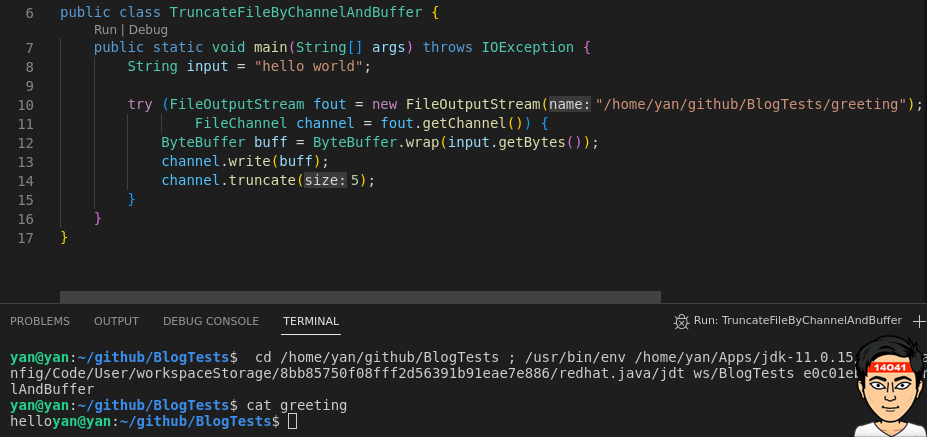 6 public class TruncateFileByChannelAndBuffer {
Run | Debug
7 public static void main(String[] args) throws IOException {
8 String input = "hello world";
9
10 try (FileOutputStream fout = new FileOutputStream(name: "/home/yan/github/BlogTests/greeting");
11 FileChannel channel = fout.getChannel()) {
12 ByteBuffer buff = ByteBuffer.wrap(input.getBytes());
13 channel.write(buff);
14 channel.truncate(size: 5);
15 }
16 }
17 }
PROBLEMS OUTPUT DEBUG CONSOLE TERMINAL Run: TruncateFileByChannelAndBuffer
yan@yan:~/github/BlogTests$ cd /home/yan/github/BlogTests ; /usr/bin/env /home/yan/Apps/jdk-11.0.15
nfig/Code/User/workspaceStorage/8bb85750f08fff2d56391b91eae7e886/redhat.java/jdt ws/BlogTests e0c01e
lAndBuffer
yan@yan:~/github/BlogTests$ cat greeting
helloyan@yan:~/github/BlogTests$
14041